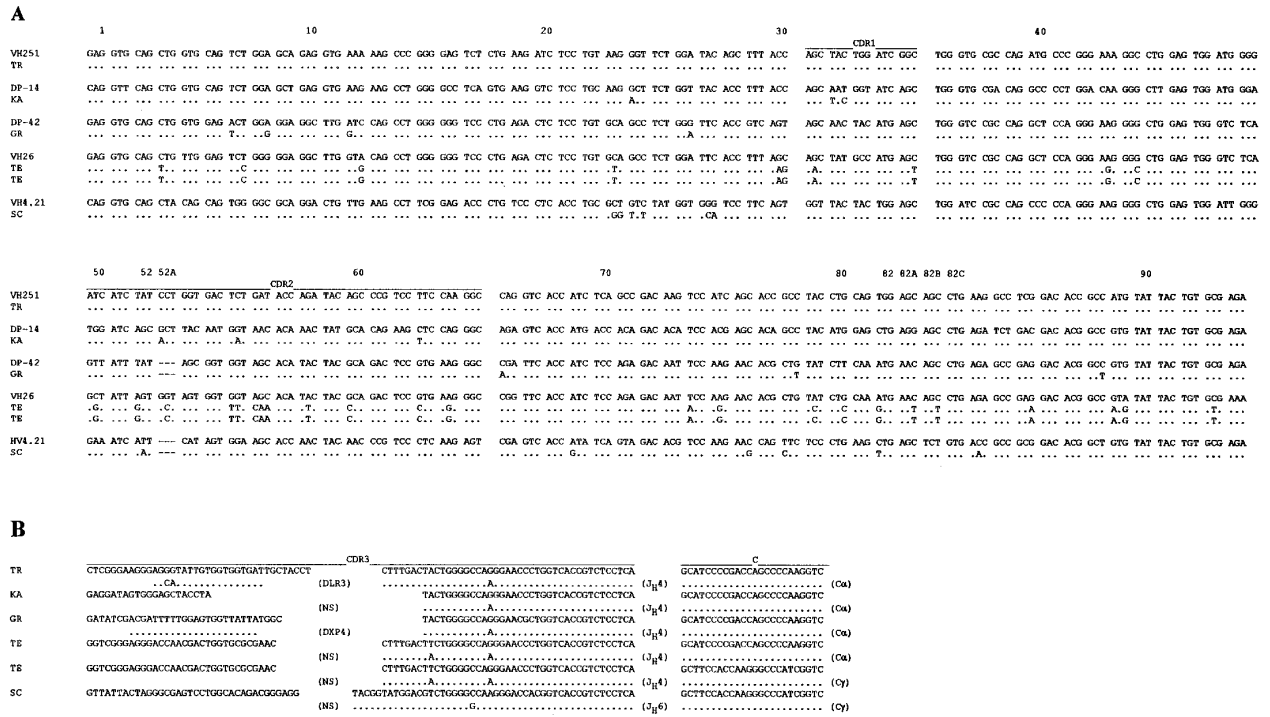 A
1 10 20 30 40
CDR1
VH251 GAG GTG CAG CTG GTG CAG TCT GGA GCA GAG GTG AAA AAG CCC GGG GAG TCT CTG AAG ATC TCC TGT AAG GGT TCT GGA TAC AGC TTT ACC AGC TAC TGG ATC GGC TGG GTG CGC CAG ATG CCC GGG AAA GGC CTG GAG TGG ATG GGG
TR ... ... ... ... ... ... ... ... ... ... ... ... ... ... ... ... ... ... ... ... ... ... ... ... ... ... ... ... ... ... ... ... ... ... ... ... ... ... ... ... ... ... ... ... ... ... ... ... ...
DP-14 CAG GTT CAG CTG GTG CAG TCT GGA GCT GAG GTG AAG AAG CCT GGG GCC TCA GTG AAG GTC TCC TGC AAG GCT TCT GGT TAC ACC TTT ACC AGC AAT GGT ATC AGC TGG GTG CGA CAG GCC CCT GGA CAA GGG CTT GAG TGG ATG GGA
KA ... ... ... ... ... ... ... ... ... ... ... ... ... ... ... ... ... ... ... ... ... ... ... A.. ... ... ... ... ... ... ... .T. C.. ... ... ... ... ... ... ... ... ... ... ... ... ... ... ... ...
DP-42 GAG GTG CAG CTG GTG GAG ACT GGA GGA GGC TTG ATC CAG CCT GGG GGG TCC CTG AGA CTC TCC TGT GCA GCC TCT GGG TTC ACC GTC AGT AGC AAC TAC ATG AGC TGG GTC CGC CAG GCT CCA GGG AAG GGG CTG GAG TGG GTC TCA
GR ... ... ... ... ... ... T.. ..G ... ... ... G.. ... ... ... ... ... ... ... ... ... ... ... ... ... ..A ... ... ... ... ... ... ... ... ... ... ... ... ... ... ... ... ... ... ... ... ... ... ...
VH26 GAG GTG CAG CTG TTG GAG TCT GGG GGA GGC TTG GTA CAG CCT GGG GGG TCC CTG AGA CTC TCC TGT GCA GCC TCT GGA TTC ACC TTT AGC AGC TAT GCC ATG AGC TGG GTC CGC CAG GCT CCA GGG AAG GGG CTG GAG TGG GTC TCA
TE ... ... ... T.. ... ... ..C ... ... ... ... ..G ... ... ... ... ... ... ... ... ... ... ..T ... ... ... ... ... ... .AG ... .A. ... ... ..T ... ... ... ... ... ... ... .G. ..C ... ... ... ... ...
TE ... ... ... T.. ... ... ..C ... ... ... ... ..G ... ... ... ... ... ... ... ... ... ... ..T ... ... ... ... ... ... .AG ... .A. ... ... ..T ... ... ... ... ... ... ... .G. ..C ... ... ... ... ...
VH4.21 CAG GTG CAG CTA CAG CAG TGG GGC GCA GGA CTG TTG AAG CCT TCG GAG ACC CTG TCC CTC ACC TGC GCT GTC TAT GGT GGG TCC TTC AGT GGT TAC TAC TGG AGC TGG ATC CGC CAG CCC CCA GGG AAG GGG CTG GAG TGG ATT GGG
SC ... ... ... ... ... ... ... ... ... ... ... ... ... ... ... ... ... ... ... ... ... ... .GG T.T ... ... CA. ... ... ... ... ... ... ... ... ... ... ... ... ... ... ... ... ... ... ... ... ... ...
50 52 52A 60 70 80 82 82A 82B 82C 90
CDR2
VH251 ATC ATC TAT CCT GGT GAC TCT GAT ACC AGA TAC AGC CCG TCC TTC CAA GGC CAG GTC ACC ATC TCA GCC GAC AAG TCC ATC AGC ACC GCC TAC CTG CAG TGG AGC AGC CTG AAG GCC TCG GAC ACC GCC ATG TAT TAC TGT GCG AGA
TR ... ... ... ... ... ... ... ... ... ... ... ... ... ... ... ... ... ... ... ... ... ... ... ... ... ... ... ... ... ... ... ... ... ... ... ... ... ... ... ... ... ... ... ... ... ... ... ... ...
DP-14 TGG ATC AGC GCT TAC AAT GGT AAC ACA AAC TAT GCA CAG AAG CTC CAG GGC AGA GTC ACC ATG ACC ACA GAC ACA TCC ACG AGC ACA GCC TAC ATG GAG CTG AGG AGC CTG AGA TCT GAC GAC ACG GCC GTG TAT TAC TGT GCG AGA
KA ... ... ... A.. ... ... A.. ... ... ... ... ... ... ... T.. ... ... ... ... ... ... ... ... ... ... ... ... ... ... ... ... ... ... ... ... ... ... ... ... ... ... ... ... ... ... ... ... ... ...
DP-42 GTT ATT TAT --- AGC GGT GGT AGC ACA TAC TAC GCA GAC TCC GTG AAG GGC CGA TTC ACC ATC TCC AGA GAC AAT TCC AAG AAC ACG CTG TAT CTT CAA ATG AAC AGC CTG AGA GCC GAG GAC ACG GCC GTG TAT TAC TGT GCG AGA
GR ... ... ... --- ... ... ... ... ... ... ... ... ... ... ... ... ... A.. ... ... ... ... ... ... ... ... ... ... ... ..T ... ... ... ... ... ... ... ... ... ... ... ... ..T ... ... ... ... ... ...
VH26 GCT ATT AGT GGT AGT GGT GGT AGC ACA TAC TAC GCA GAC TCC GTG AAG GGC CGG TTC ACC ATC TCC AGA GAC AAT TCC AAG AAC ACG CTG TAT CTG CAA ATG AAC AGC CTG AGA GCC GAG GAC ACG GCC GTA TAT TAC TGT GCG AAA
TE .G. ... .G. .C. ... ... TT. CAA ... .T. ... .C. ... ... .C. .G. ... ... ... ... ... ... ... ... ... ..A .G. ... ... ..C ..C ... ... G.. ..T T.. ... ... ... ..A ... ... ... .AG ... ... ... .T. ...
TE .G. ... .G. .C. ... ... TT. CAA ... .T. ... .C. ... ... .C. .G. ... ... ... ... ... ... ... ... ... ..A .G. ... ... ..C ..C ... ... G.. ..T T.. ... ... ... ..A ... ... ... .AG ... ... ... .T. ...
HV4.21 GAA ATC ATT --- CAT AGT GGA AGC ACC AAC TAC AAC CCG TCC CTC AAG AGT CGA GTC ACC ATA TCA GTA GAC ACG TCC AAG AAC CAG TTC TCC CTG AAG CTG AGC TCT GTG ACC GCC GCG GAC ACG GCT GTG TAT TAC TGT GCG AGA
SC ... ... A.. --- ... ... ... ... ... ... ... ... ... ... ... ... ... ... ... ... ..G ... ... ... ... ... ... ..G ... ..C ... ... ... T.. ... ... ... .A. ... ... ... ... ... ... ... ... ... ... ...
B
CDR3 C
TR CTCGGGAAGGGAGGGTATTGTGGTGGTGATTGCTACCT CTTTGACTACTGGGGCCAGGGAACCCTGGTCACCGTCTCCTCA GCATCCCCGACCAGCCCCAAGGTC
..CA.............. (DLR3) ..................A........................ (JH4) ........................ (Cα)
KA GAGGATAGTGGGAGCTACCTA TACTGGGGCCAGGGAACCCTGGTCACCGTCTCCTCA GCATCCCCGACCAGCCCCAAGGTC
(NS) ...........A........................ (JH4) ........................ (Cα)
GR GATATCGACGATTTTTGGAGTGGTTATTATGGC TACTGGGGCCAGGGAACGCTGGTCACCGTCTCCTCA GCATCCCCGACCAGCCCCAAGGTC
...................... (DXP4) ...........A........................ (JH4) ........................ (Cα)
TE GGTCGGGAGGGACCAACGACTGGTGCGCGAAC CTTTGACTTCTGGGGCCAGGGAACCCTGGTCACCGTCTCCTCA GCATCCCCGACCAGCCCCAAGGTC
(NS) ........A.........A........................ (JH4) ........................ (Cα)
TE GGTCGGGAGGGACCAACGACTGGTGCGCGAAC CTTTGACTTCTGGGGCCAGGGAACCCTGGTCACCGTCTCCTCA GCTTCCACCAAGGGCCCATCGGTC
(NS) ........A.........A........................ (JH4) ........................ (Cγ)
SC GTTATTACTAGGGCGAGTCCTGGCACAGACGGGAGG TACGGTATGGACGTCTGGGGCCAAGGGACCACGGTCACCGTCTCCTCA GCTTCCACCAAGGGCCCATCGGTC
(NS) ....................G........................... (JH6) ........................ (Cγ)